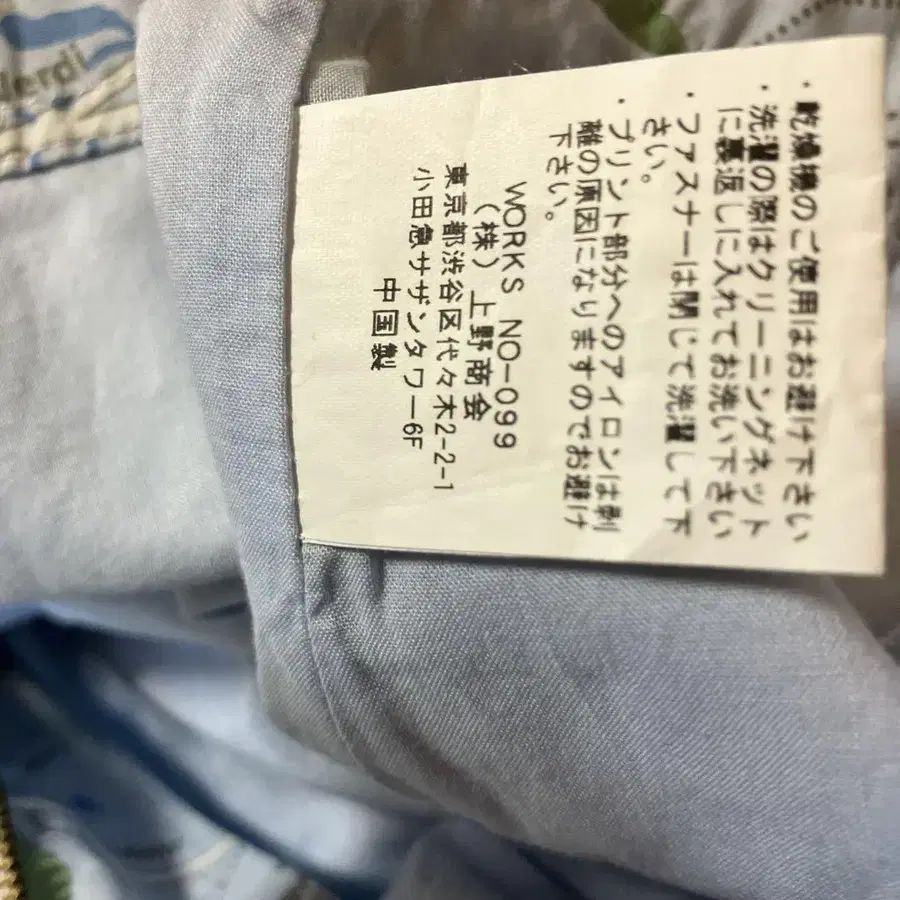 ・乾燥機のご使用はお避け下さい
・洗濯の際はクリーニングネット
に裏返しに入れてお洗い下さい
・ファスナーは閉じて洗濯して下
さい。
・プリント部分へのアイロンは剥
離の原因になりますのでお避け
下さい。
WORKS NO-099
（株）上野商会
東京都渋谷区代々木2-2-1
小田急サザンタワー6F
中国製